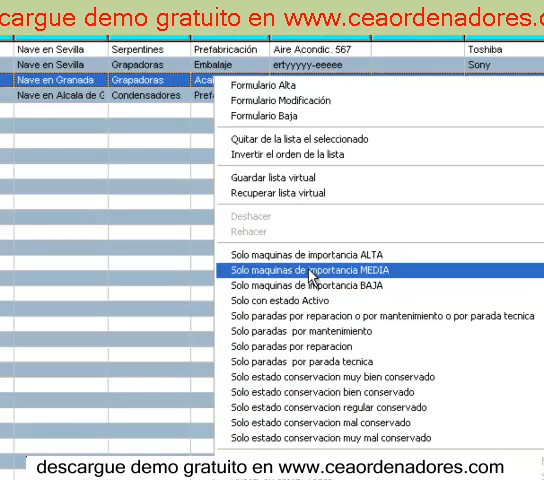 cargue demo gratuito en www.ceaordenadores.c
Nave en Sevilla Serpentines Prefabricación Aire Acondic. 567 Toshiba
Nave en Sevilla Grapadoras Embalaje ertyyyyy-eeeee Sony
Nave en Granada Grapadoras Aca
Nave en Alcala de G Condensadores Prefa
Formulario Alta
Formulario Modificación
Formulario Baja
Quitar de la lista el seleccionado
Invertir el orden de la lista
Guardar lista virtual
Recuperar lista virtual
Deshacer
Rehacer
Solo maquinas de importancia ALTA
Solo maquinas de importancia MEDIA
Solo maquinas de importancia BAJA
Solo con estado Activo
Solo paradas por reparacion o por mantenimiento o por parada tecnica
Solo paradas por mantenimiento
Solo paradas por reparacion
Solo paradas por parada tecnica
Solo estado conservacion muy bien conservado
Solo estado conservacion bien conservado
Solo estado conservacion regular conservado
Solo estado conservacion mal conservado
Solo estado conservacion muy mal conservado
descargue demo gratuito en www.ceaordenadores.com